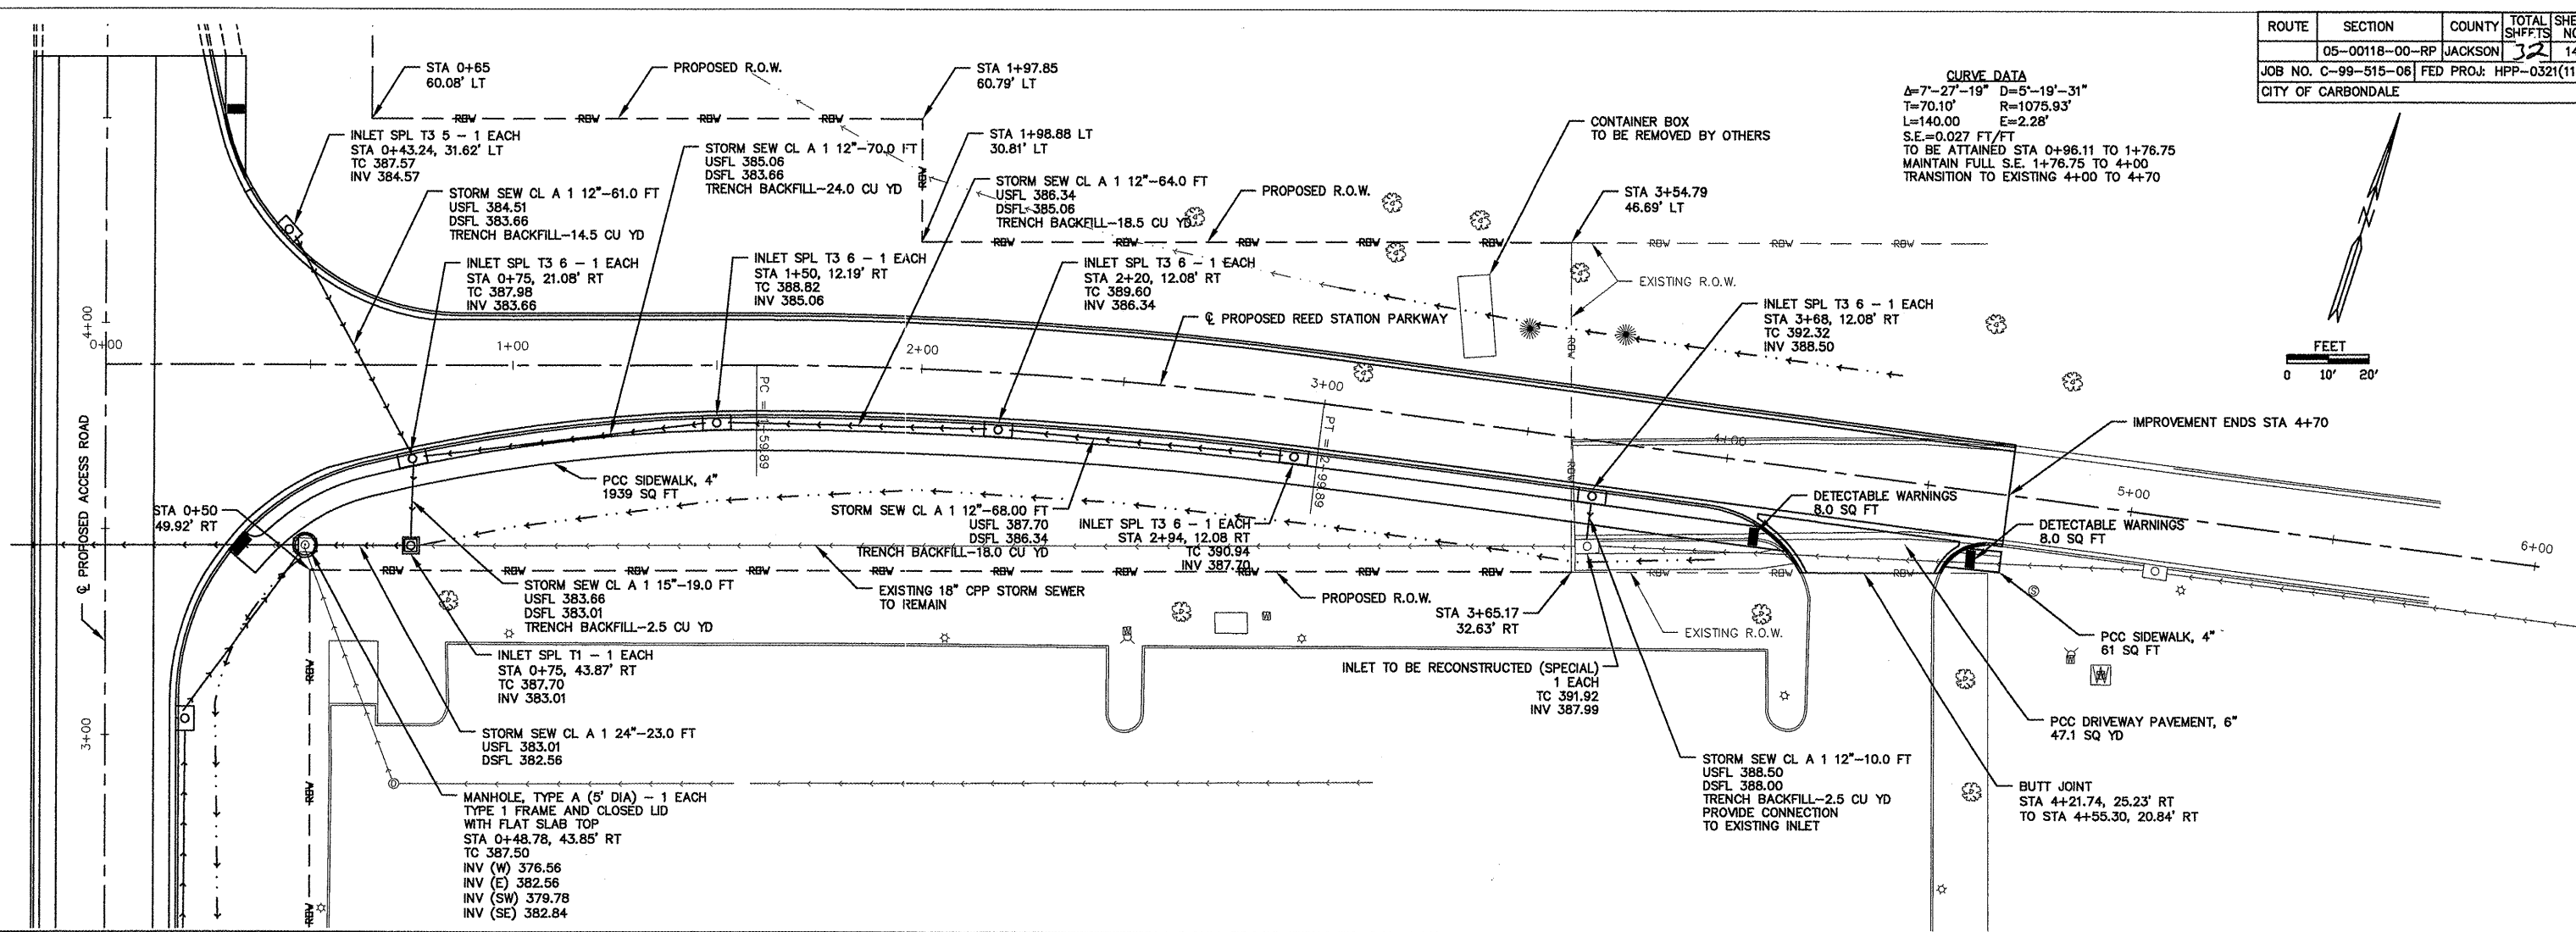 ROUTE SECTION COUNTY TOTAL SHEETS SHE NO
05-00118-00-RP JACKSON 32 14
JOB NO. C-99-515-06 FED PROJ: HPP-0321(11
CITY OF CARBONDALE
CURVE DATA
Δ=7°-27'-19" D=5°-19'-31"
T=70.10' R=1075.93'
L=140.00 E=2.28'
S.E.=0.027 FT/FT
TO BE ATTAINED STA 0+96.11 TO 1+76.75
MAINTAIN FULL S.E. 1+76.75 TO 4+00
TRANSITION TO EXISTING 4+00 TO 4+70
N
FEET
0 10' 20'
STA 0+65
60.08' LT
PROPOSED R.O.W.
STA 1+97.85
60.79' LT
INLET SPL T3 5 - 1 EACH
STA 0+43.24, 31.62' LT
TC 387.57
INV 384.57
STORM SEW CL A 1 12"-70.0 FT
USFL 385.06
DSFL 383.66
TRENCH BACKFILL-24.0 CU YD
STA 1+98.88 LT
30.81' LT
STORM SEW CL A 1 12"-61.0 FT
USFL 384.51
DSFL 383.66
TRENCH BACKFILL-14.5 CU YD
STORM SEW CL A 1 12"-64.0 FT
USFL 386.34
DSFL 385.06
TRENCH BACKFILL-18.5 CU YD
CONTAINER BOX
TO BE REMOVED BY OTHERS
PROPOSED R.O.W.
STA 3+54.79
46.69' LT
EXISTING R.O.W.
INLET SPL T3 6 - 1 EACH
STA 0+75, 21.08' RT
TC 387.98
INV 383.66
INLET SPL T3 6 - 1 EACH
STA 1+50, 12.19' RT
TC 388.82
INV 385.06
INLET SPL T3 6 - 1 EACH
STA 2+20, 12.08' RT
TC 389.60
INV 386.34
INLET SPL T3 6 - 1 EACH
STA 3+68, 12.08' RT
TC 392.32
INV 388.50
℄ PROPOSED REED STATION PARKWAY
4+00
0+00
1+00
2+00
3+00
4+00
5+00
6+00
PC = 1+59.89
PT = 2+99.89
IMPROVEMENT ENDS STA 4+70
℄ PROPOSED ACCESS ROAD
3+00
STA 0+50
49.92' RT
PCC SIDEWALK, 4"
1939 SQ FT
STORM SEW CL A 1 12"-68.00 FT
USFL 387.70
DSFL 386.34
TRENCH BACKFILL-18.0 CU YD
INLET SPL T3 6 - 1 EACH
STA 2+94, 12.08 RT
TC 390.94
INV 387.70
DETECTABLE WARNINGS
8.0 SQ FT
DETECTABLE WARNINGS
8.0 SQ FT
STORM SEW CL A 1 15"-19.0 FT
USFL 383.66
DSFL 383.01
TRENCH BACKFILL-2.5 CU YD
EXISTING 18" CPP STORM SEWER
TO REMAIN
PROPOSED R.O.W.
STA 3+65.17
32.63' RT
EXISTING R.O.W.
PCC SIDEWALK, 4"
61 SQ FT
INLET SPL T1 - 1 EACH
STA 0+75, 43.87' RT
TC 387.70
INV 383.01
INLET TO BE RECONSTRUCTED (SPECIAL)
1 EACH
TC 391.92
INV 387.99
PCC DRIVEWAY PAVEMENT, 6"
47.1 SQ YD
STORM SEW CL A 1 24"-23.0 FT
USFL 383.01
DSFL 382.56
STORM SEW CL A 1 12"-10.0 FT
USFL 388.50
DSFL 388.00
TRENCH BACKFILL-2.5 CU YD
PROVIDE CONNECTION
TO EXISTING INLET
BUTT JOINT
STA 4+21.74, 25.23' RT
TO STA 4+55.30, 20.84' RT
MANHOLE, TYPE A (5' DIA) - 1 EACH
TYPE 1 FRAME AND CLOSED LID
WITH FLAT SLAB TOP
STA 0+48.78, 43.85' RT
TC 387.50
INV (W) 376.56
INV (E) 382.56
INV (SW) 379.78
INV (SE) 382.84